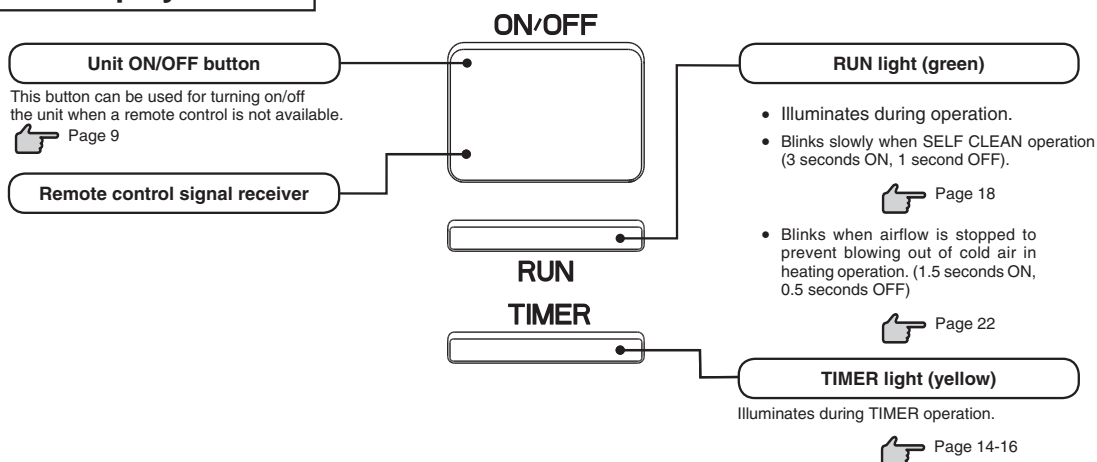 ON/OFF
Unit ON/OFF button
This button can be used for turning on/off
the unit when a remote control is not available.
Page 9
Remote control signal receiver
RUN
TIMER
RUN light (green)
• Illuminates during operation.
• Blinks slowly when SELF CLEAN operation
(3 seconds ON, 1 second OFF).
Page 18
• Blinks when airflow is stopped to
prevent blowing out of cold air in
heating operation. (1.5 seconds ON,
0.5 seconds OFF)
Page 22
TIMER light (yellow)
Illuminates during TIMER operation.
Page 14-16